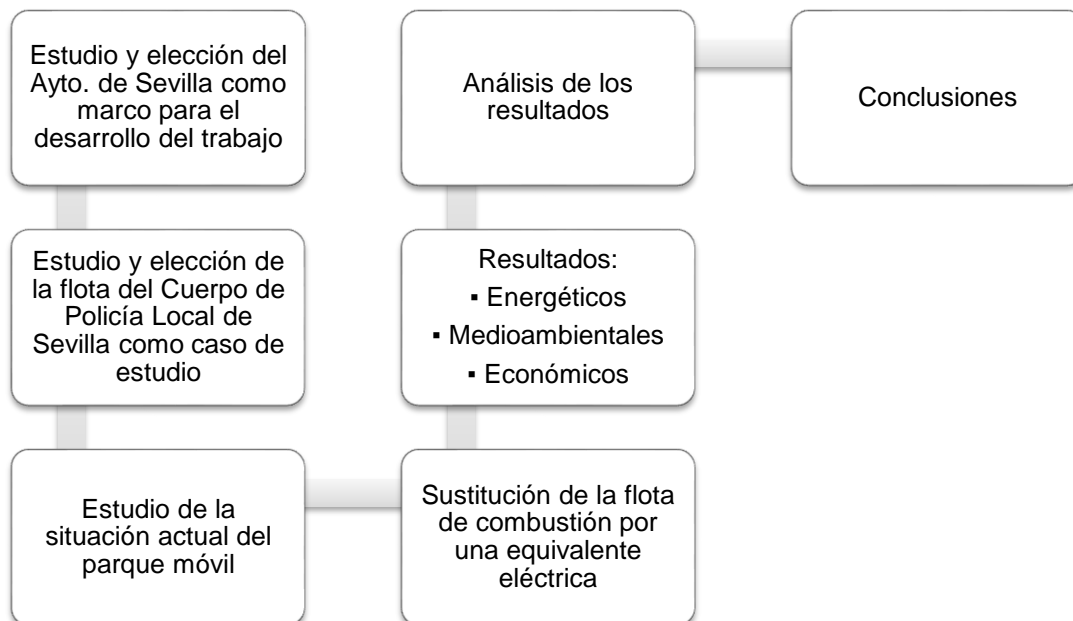 Estudio y elección del
Ayto. de Sevilla como
marco para el
desarrollo del trabajo
Estudio y elección de
la flota del Cuerpo de
Policía Local de
Sevilla como caso de
estudio
Estudio de la
situación actual del
parque móvil
Sustitución de la flota
de combustión por
una equivalente
eléctrica
Resultados:
▪ Energéticos
▪ Medioambientales
▪ Económicos
Análisis de los
resultados
Conclusiones